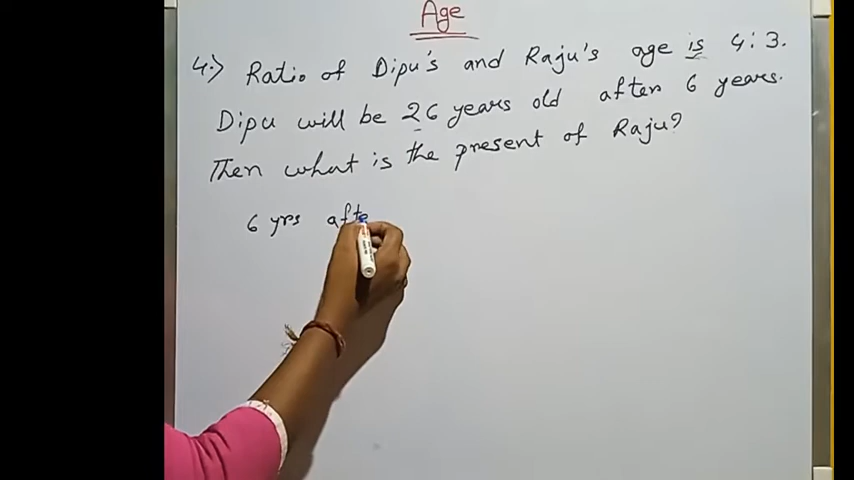 Age
4.> Ratio of Dipu's and Raju's age is 4:3.
Dipu will be 26 years old after 6 years.
Then what is the present of Raju?
6 yrs afte